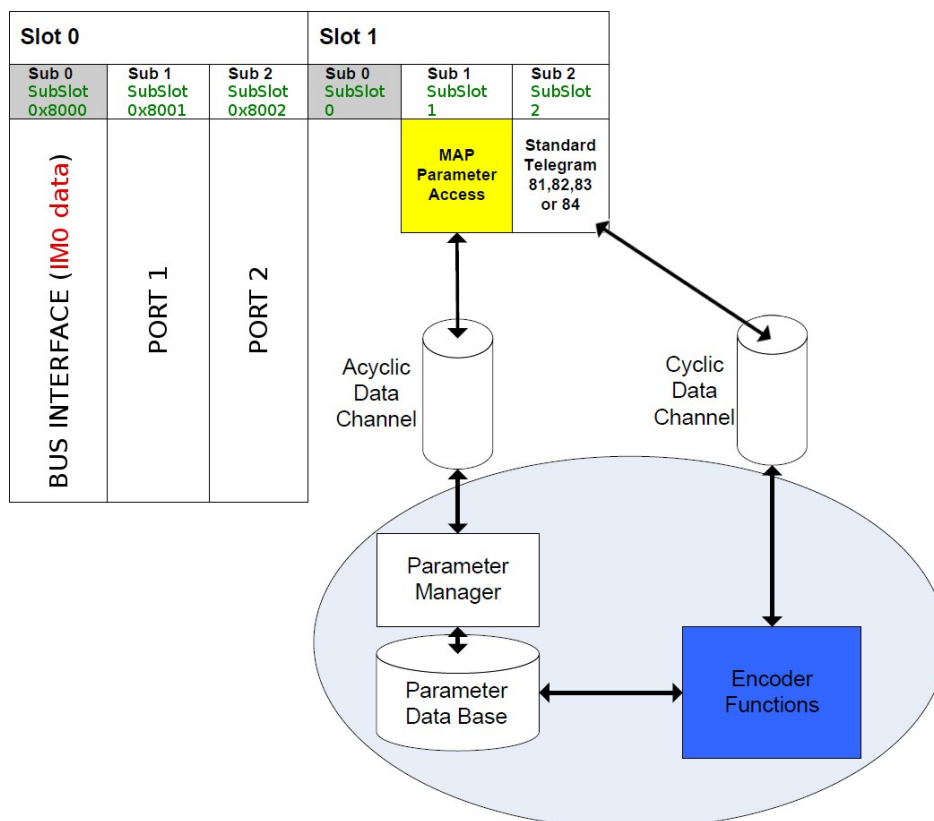 Slot 0
Slot 1
Sub 0
SubSlot
0x8000
Sub 1
SubSlot
0x8001
Sub 2
SubSlot
0x8002
Sub 0
SubSlot
0
Sub 1
SubSlot
1
Sub 2
SubSlot
2
BUS INTERFACE (IM0 data)
PORT 1
PORT 2
MAP
Parameter
Access
Standard
Telegram
81,82,83
or 84
Acyclic
Data
Channel
Cyclic
Data
Channel
Parameter
Manager
Parameter
Data Base
Encoder
Functions